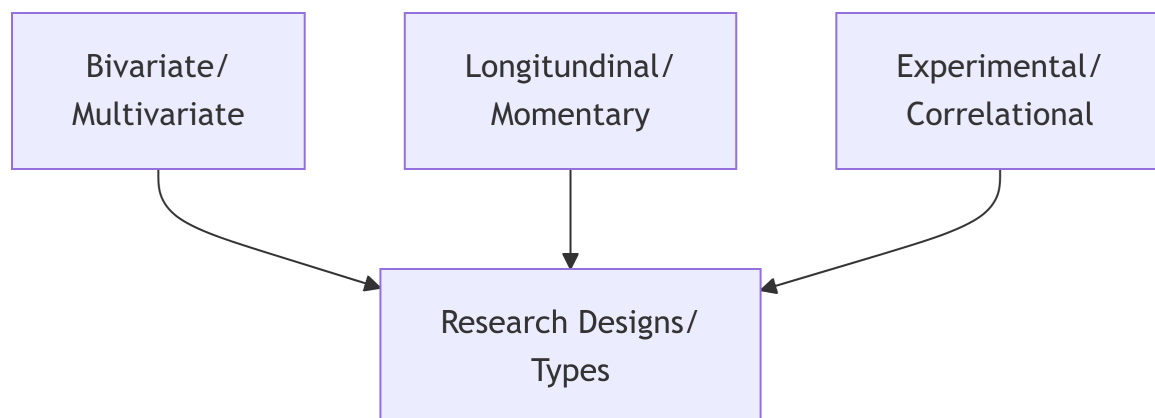 Bivariate/
Multivariate
Longitundinal/
Momentary
Experimental/
Correlational
Research Designs/
Types